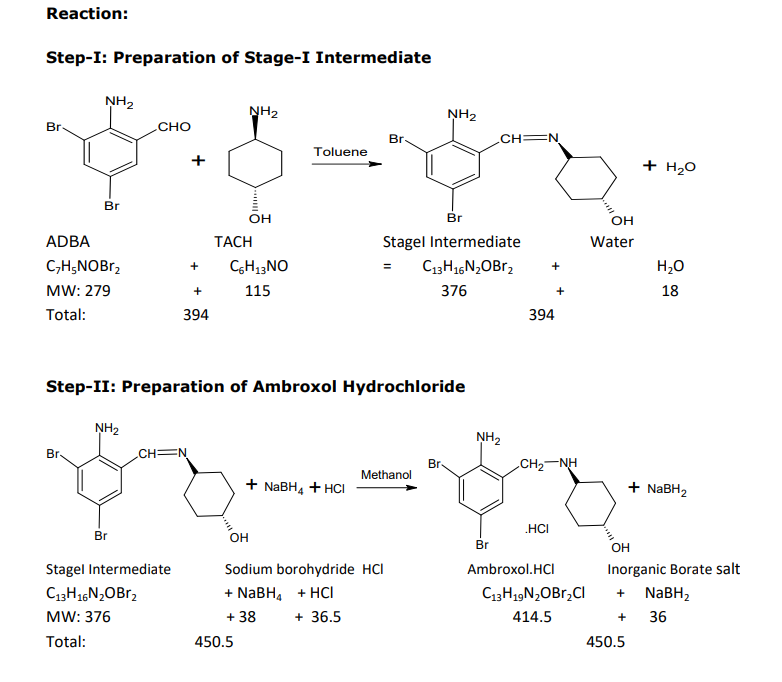 Reaction:
Step-I: Preparation of Stage-I Intermediate
NH₂ NH₂ NH₂
Br CHO Br CH N
+ Toluene + H₂O
Br OH Br OH
ADBA TACH StageI Intermediate Water
C₇H₅NOBr₂ + C₆H₁₃NO = C₁₃H₁₆N₂OBr₂ + H₂O
MW: 279 + 115 376 + 18
Total: 394 394
Step-II: Preparation of Ambroxol Hydrochloride
NH₂ NH₂
Br CH N Br CH₂ NH
+ NaBH₄ + HCl Methanol + NaBH₂
Br OH .HCl Br OH
StageI Intermediate Sodium borohydride HCl Ambroxol.HCl Inorganic Borate salt
C₁₃H₁₆N₂OBr₂ + NaBH₄ + HCl C₁₃H₁₉N₂OBr₂Cl + NaBH₂
MW: 376 + 38 + 36.5 414.5 + 36
Total: 450.5 450.5